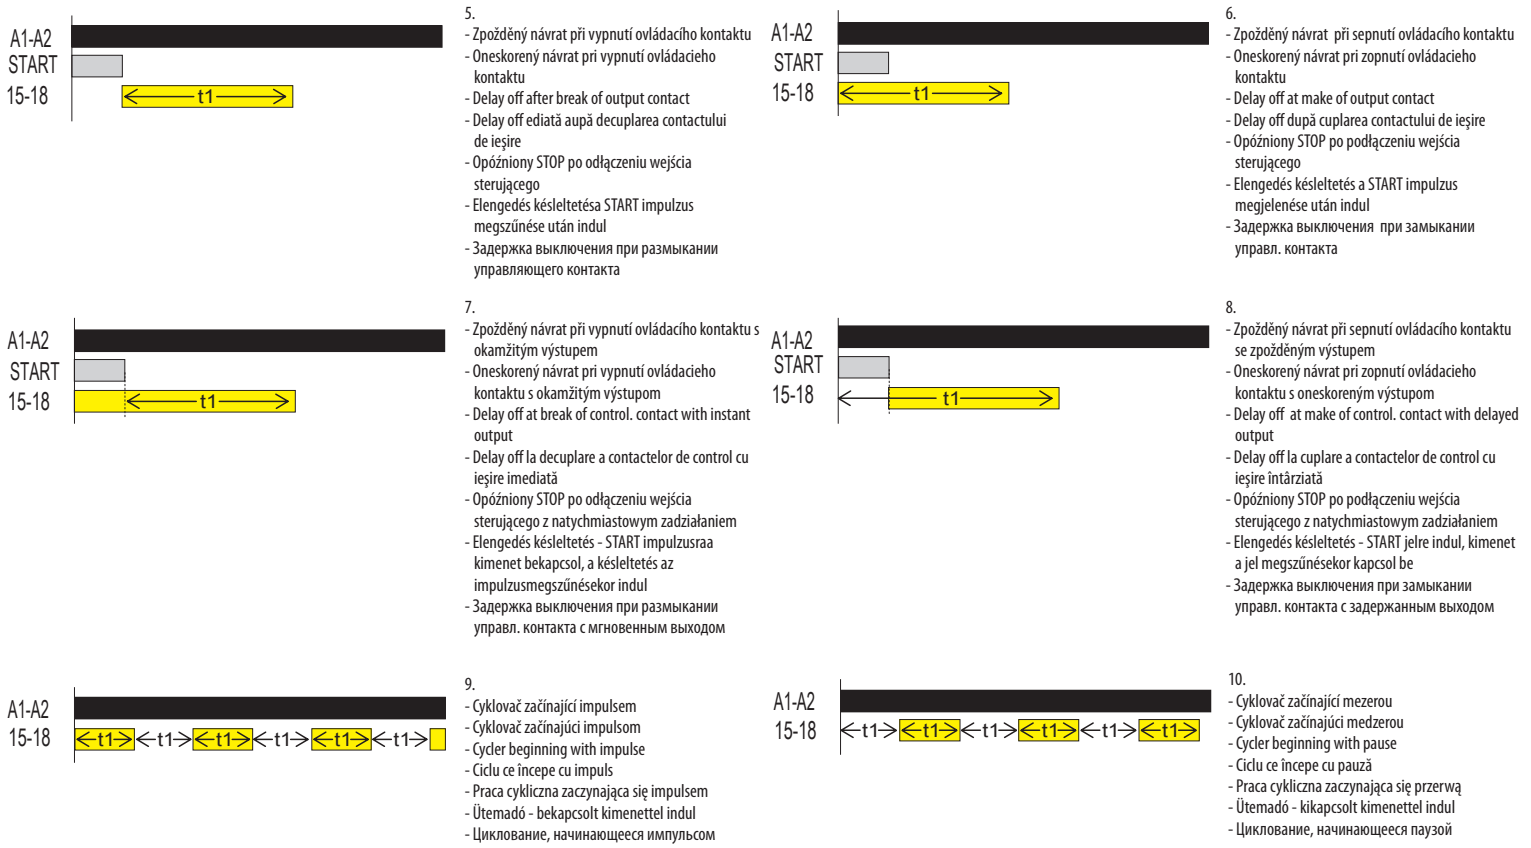 5.
A1-A2
START
15-18
t1
- Zpožděný návrat při vypnutí ovládacího kontaktu
- Oneskorený návrat pri vypnutí ovládacieho
kontaktu
- Delay off after break of output contact
- Delay off ediată aupă decuplarea contactului
de ieşire
- Opóźniony STOP po odłączeniu wejścia
sterującego
- Elengedés késleltetésa START impulzus
megszűnése után indul
- Задержка выключения при размыкании
управляющего контакта
6.
A1-A2
START
15-18
t1
- Zpožděný návrat při sepnutí ovládacího kontaktu
- Oneskorený návrat pri zopnutí ovládacieho
kontaktu
- Delay off at make of output contact
- Delay off după cuplarea contactului de ieşire
- Opóźniony STOP po podłączeniu wejścia
sterującego
- Elengedés késleltetés a START impulzus
megjelenése után indul
- Задержка выключения при замыкании
управл. контакта
7.
A1-A2
START
15-18
t1
- Zpožděný návrat při vypnutí ovládacího kontaktu s
okamžitým výstupem
- Oneskorený návrat pri vypnutí ovládacieho
kontaktu s okamžitým výstupom
- Delay off at break of control. contact with instant
output
- Delay off la decuplare a contactelor de control cu
ieşire imediată
- Opóźniony STOP po odłączeniu wejścia
sterującego z natychmiastowym zadziałaniem
- Elengedés késleltetés - START impulzusraa
kimenet bekapcsol, a késleltetés az
impulzusmegszűnésekor indul
- Задержка выключения при размыкании
управл. контакта с мгновенным выходом
8.
A1-A2
START
15-18
t1
- Zpožděný návrat při sepnutí ovládacího kontaktu
se zpožděným výstupem
- Oneskorený návrat pri zopnutí ovládacieho
kontaktu s oneskoreným výstupom
- Delay off at make of control. contact with delayed
output
- Delay off la cuplare a contactelor de control cu
ieşire întârziată
- Opóźniony STOP po podłączeniu wejścia
sterującego z natychmiastowym zadziałaniem
- Elengedés késleltetés - START jelre indul, kimenet
a jel megszűnésekor kapcsol be
- Задержка выключения при замыкании
управл. контакта с задержанным выходом
9.
A1-A2
15-18
t1 t1 t1 t1 t1 t1
- Cyklovač začínající impulsem
- Cyklovač začínajúci impulsom
- Cycler beginning with impulse
- Ciclu ce începe cu impuls
- Praca cykliczna zaczynająca się impulsem
- Ütemadó - bekapcsolt kimenettel indul
- Циклование, начинающееся импульсом
10.
A1-A2
15-18
t1 t1 t1 t1 t1 t1
- Cyklovač začínající mezerou
- Cyklovač začínajúci medzerou
- Cycler beginning with pause
- Ciclu ce începe cu pauză
- Praca cykliczna zaczynająca się przerwą
- Ütemadó - kikapcsolt kimenettel indul
- Циклование, начинающееся паузой